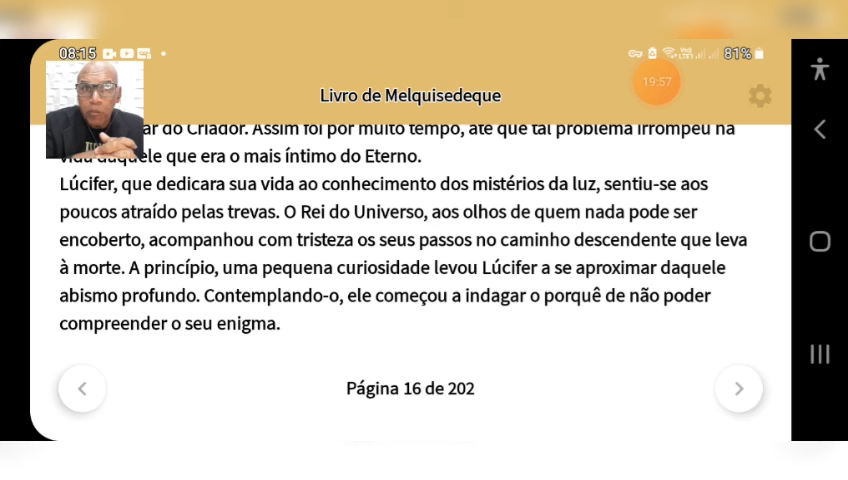 08:15
81%
19:57
Livro de Melquisedeque
ar do Criador. Assim foi por muito tempo, até que tal problema irrompeu na
vida daquele que era o mais íntimo do Eterno.
Lúcifer, que dedicara sua vida ao conhecimento dos mistérios da luz, sentiu-se aos
poucos atraído pelas trevas. O Rei do Universo, aos olhos de quem nada pode ser
encoberto, acompanhou com tristeza os seus passos no caminho descendente que leva
à morte. A princípio, uma pequena curiosidade levou Lúcifer a se aproximar daquele
abismo profundo. Contemplando-o, ele começou a indagar o porquê de não poder
compreender o seu enigma.
Página 16 de 202